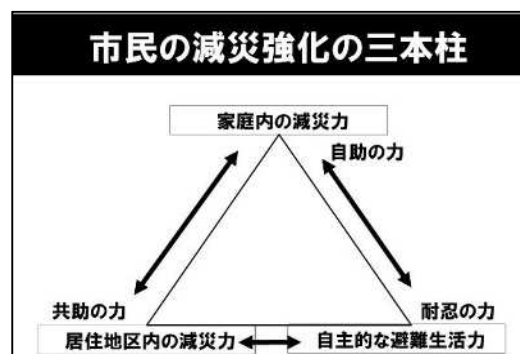 市民の減災強化の三本柱
家庭内の減災力
自助の力
共助の力
耐忍の力
居住地区内の減災力
自主的な避難生活力